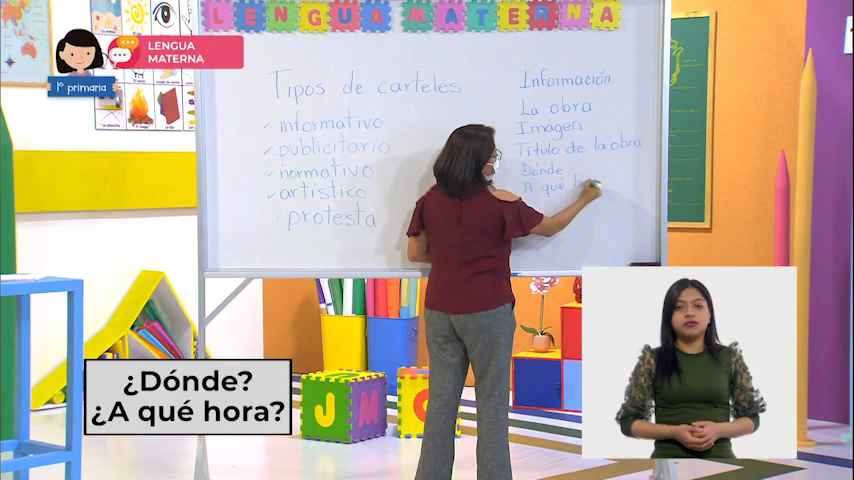 LENGUA MATERNA
LENGUA
MATERNA
1° primaria
Tipos de carteles
informativo
publicitario
normativo
artístico
protesta
Información
La obra
Imagen
Título de la obra
Dónde
A qué
¿Dónde?
¿A qué hora?
J
M
C